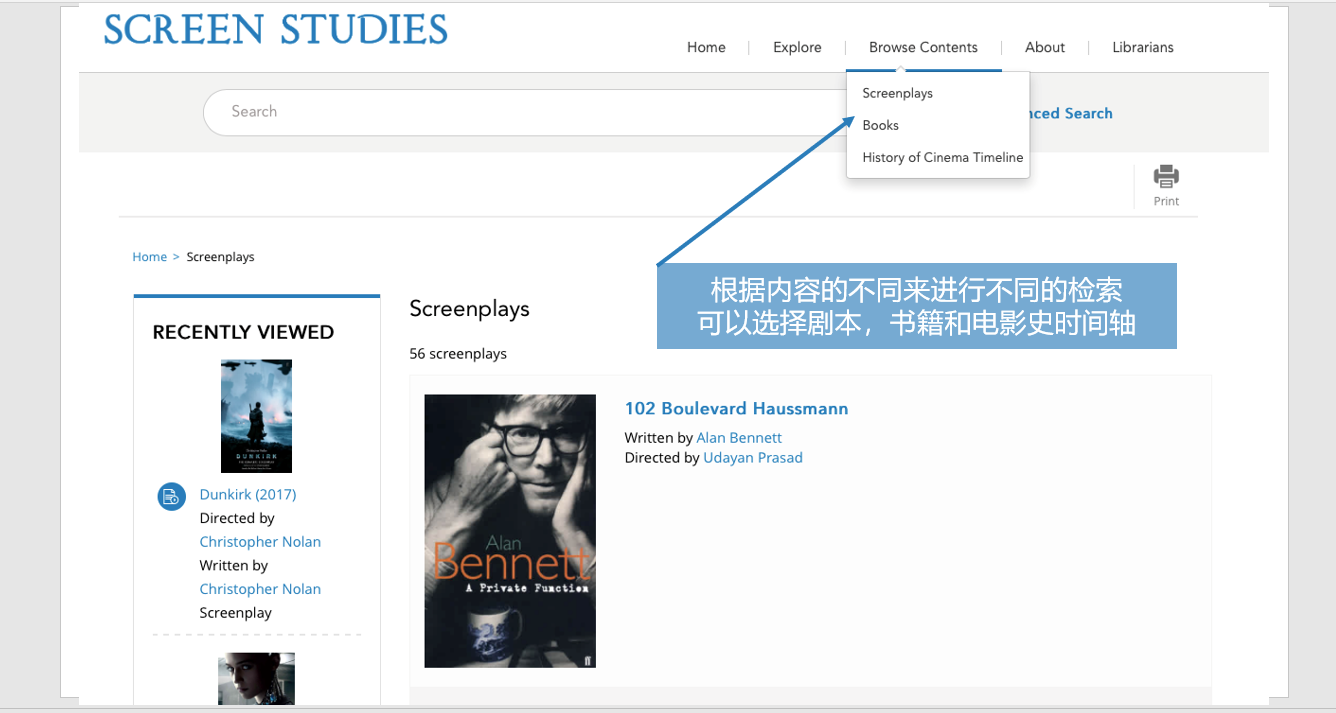 SCREEN STUDIES
Home
Explore
Browse Contents
About
Librarians
Screenplays
Books
History of Cinema Timeline
Search
nced Search
Print
根据内容的不同来进行不同的检索
可以选择剧本，书籍和电影史时间轴
Home > Screenplays
RECENTLY VIEWED
DUNKIRK
Dunkirk (2017)
Directed by
Christopher Nolan
Written by
Christopher Nolan
Screenplay
Screenplays
56 screenplays
Alan
Bennett
A Private Function
ff
102 Boulevard Haussmann
Written by Alan Bennett
Directed by Udayan Prasad